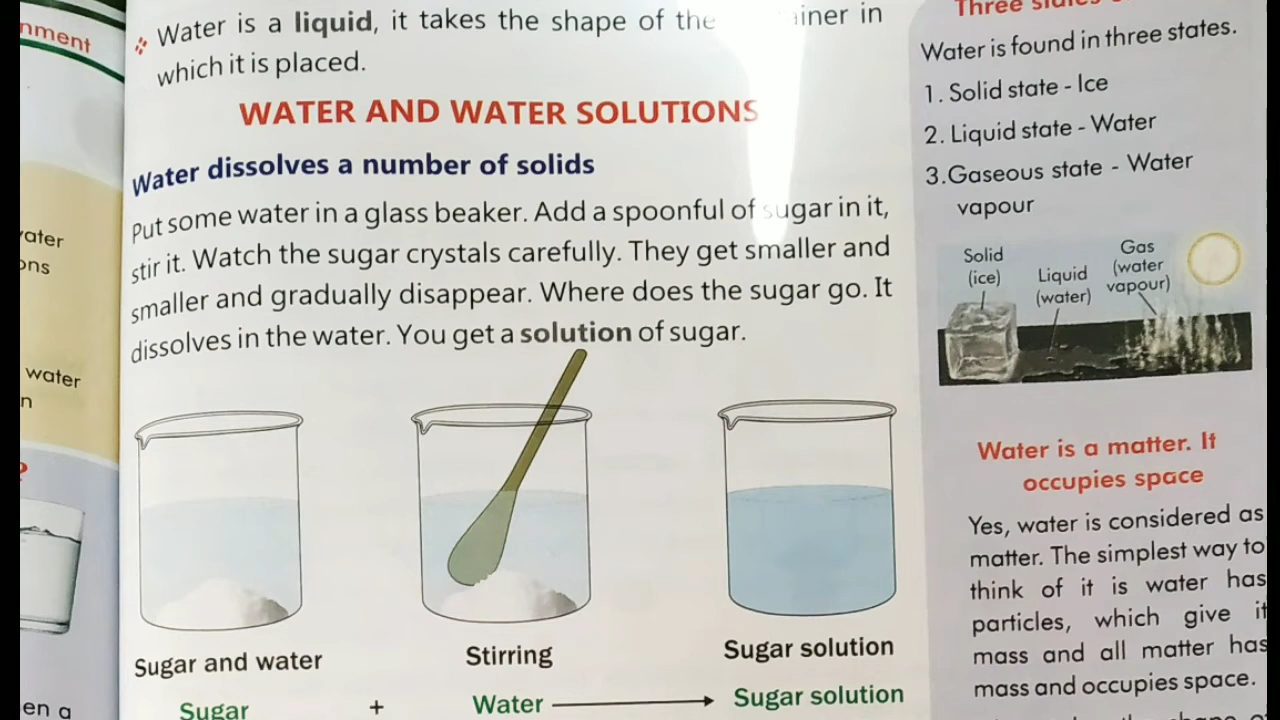 nment
ater
ons
water
n
?
en a
Water is a liquid, it takes the shape of the
in
which it is placed.
WATER AND WATER SOLUTIONS
Water dissolves a number of solids
Put some water in a glass beaker. Add a spoonful of sugar in it,
stir it. Watch the sugar crystals carefully. They get smaller and
smaller and gradually disappear. Where does the sugar go. It
dissolves in the water. You get a solution of sugar.
Sugar and water
Stirring
Sugar solution
Sugar + Water → Sugar solution
Three
Water is found in three states.
1. Solid state - Ice
2. Liquid state - Water
3.Gaseous state - Water
vapour
Solid
(ice)
Liquid
(water)
Gas
(water
vapour)
Water is a matter. It
occupies space
Yes, water is considered as
matter. The simplest way to
think of it is water has
particles, which give it
mass and all matter has
mass and occupies space.